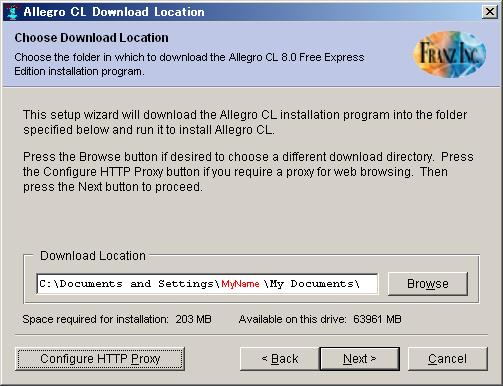 Allegro CL Download Location
Choose Download Location
Choose the folder in which to download the Allegro CL 8.0 Free Express
Edition installation program.
FRANZ INC.
This setup wizard will download the Allegro CL installation program into the folder
specified below and run it to install Allegro CL.
Press the Browse button if desired to choose a different download directory. Press
the Configure HTTP Proxy button if you require a proxy for web browsing. Then
press the Next button to proceed.
Download Location
C:\Documents and Settings\MyName\My Documents\
Browse
Space required for installation: 203 MB Available on this drive: 63961 MB
Configure HTTP Proxy < Back Next > Cancel